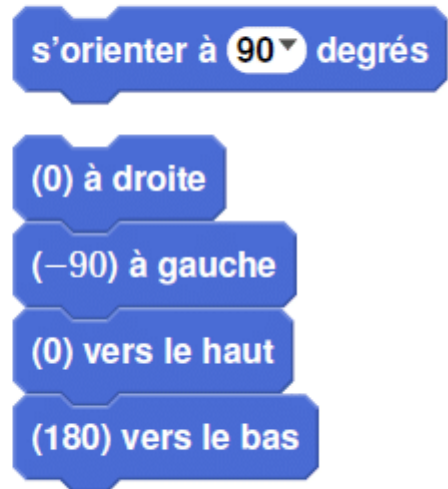 s'orienter à 90 degrés
(0) à droite
(−90) à gauche
(0) vers le haut
(180) vers le bas